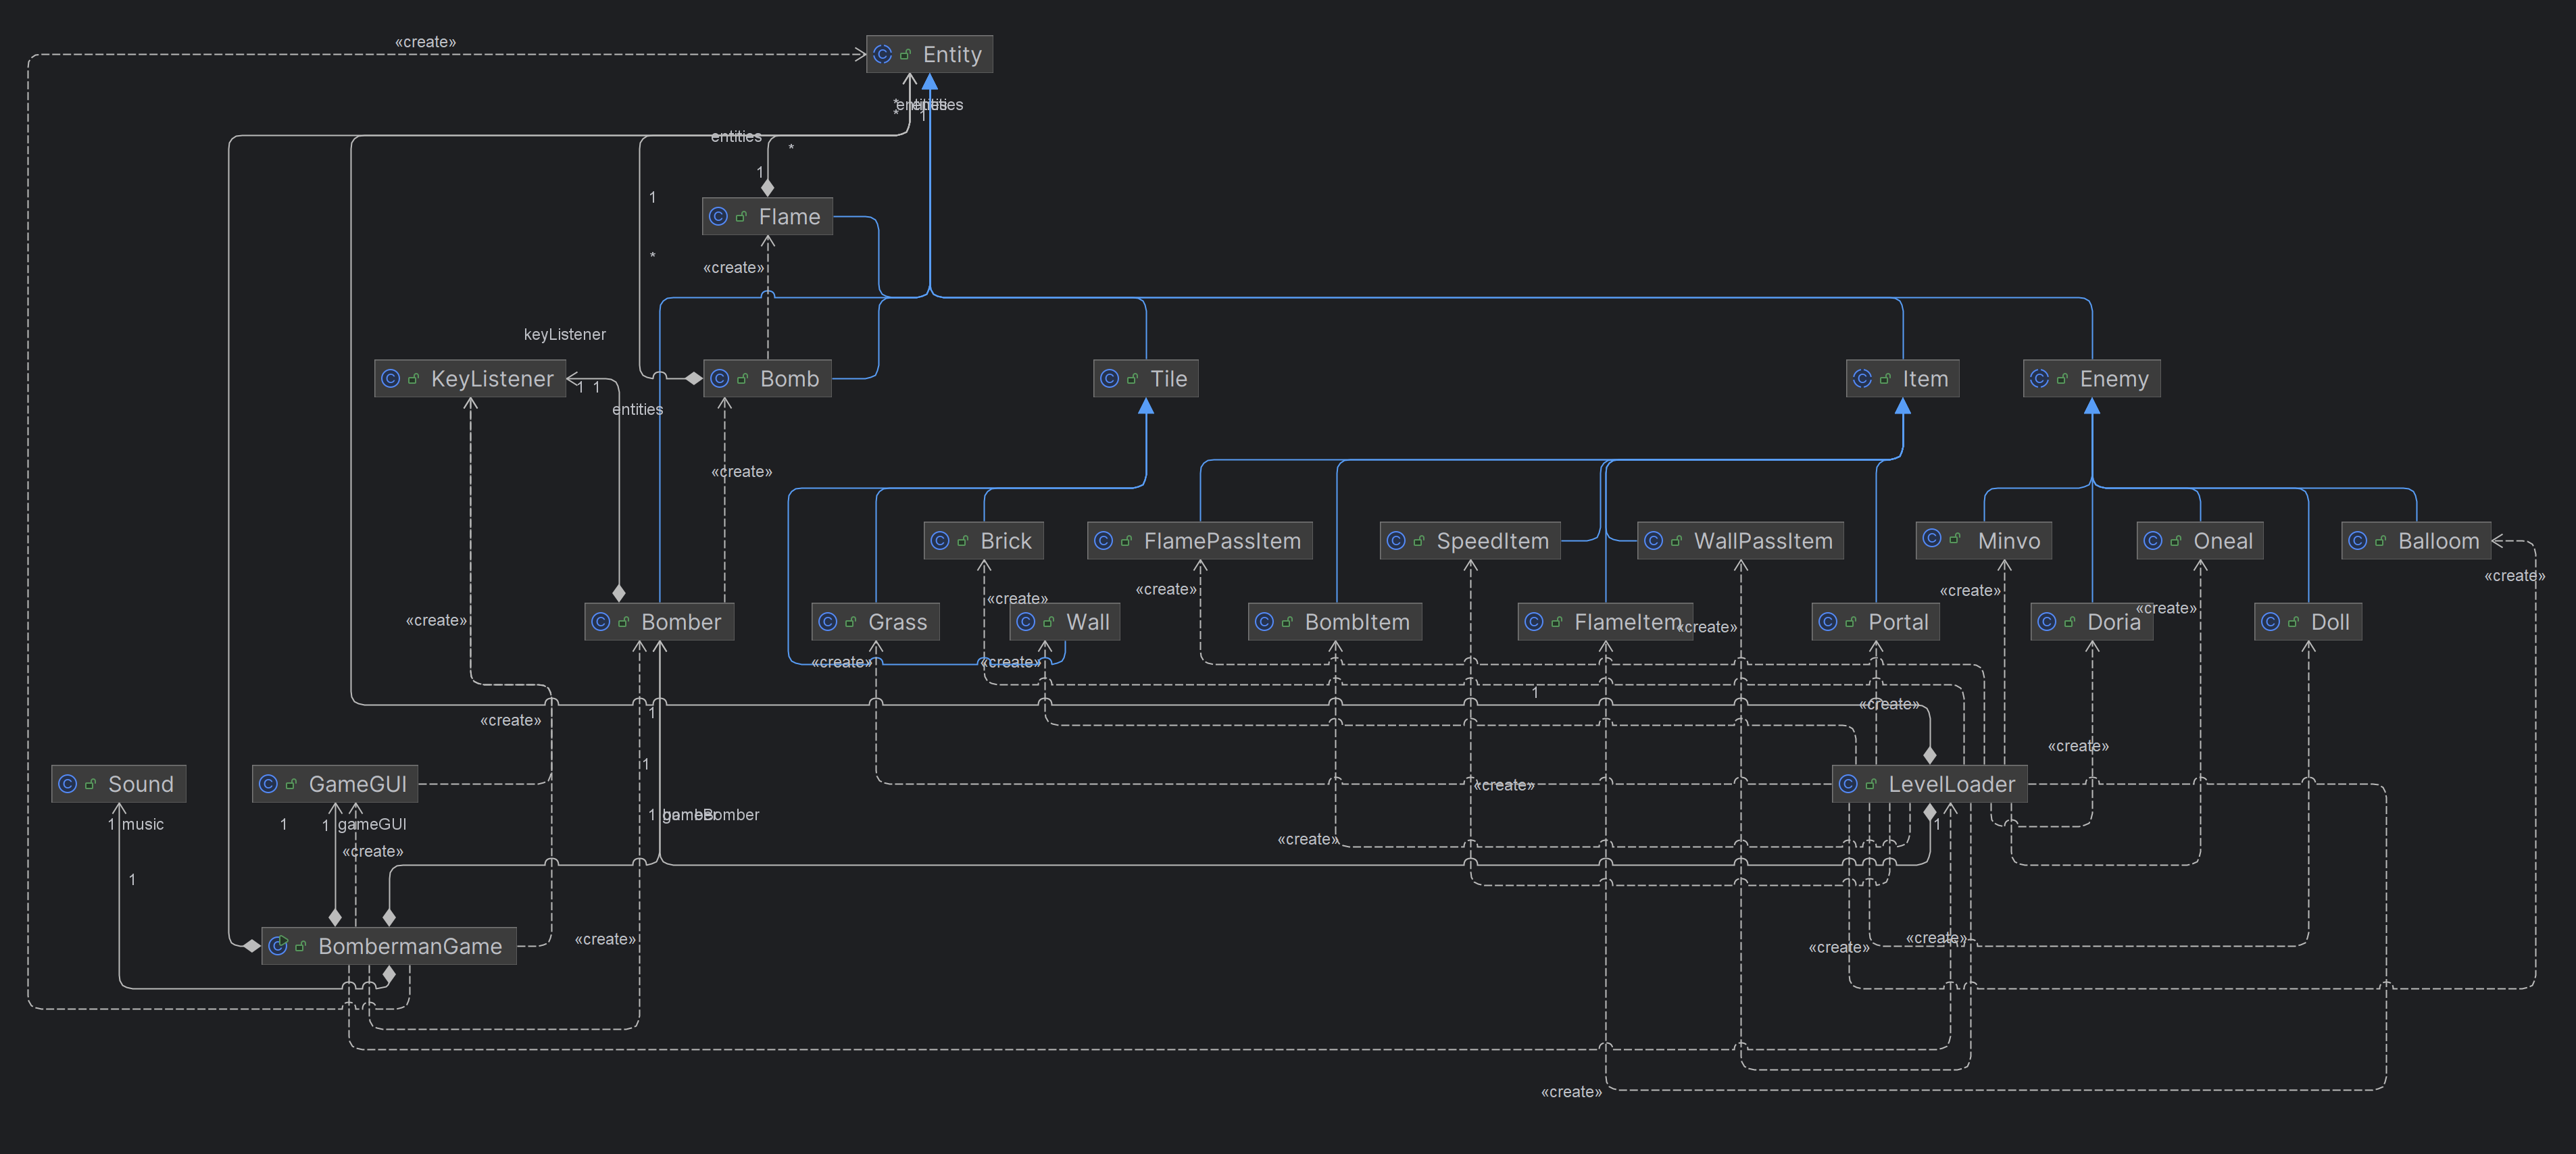 «create»
Entity
*
entities
entities
*
1
entities
*
1
1
Flame
*
«create»
keyListener
KeyListener
1
1
Bomb
Tile
Item
Enemy
entities
«create»
Brick
FlamePassItem
SpeedItem
WallPassItem
Minvo
Oneal
Balloom
«create»
«create»
«create»
«create»
«create»
«create»
Bomber
Grass
Wall
BombItem
FlameItem
«create»
Portal
Doria
Doll
«create»
«create»
1
«create»
1
«create»
«create»
1
Sound
GameGUI
«create»
LevelLoader
1
music
1
1
gameGUI
1
bomber
gameBomber
1
«create»
«create»
1
«create»
BombermanGame
«create»
«create»
«create»